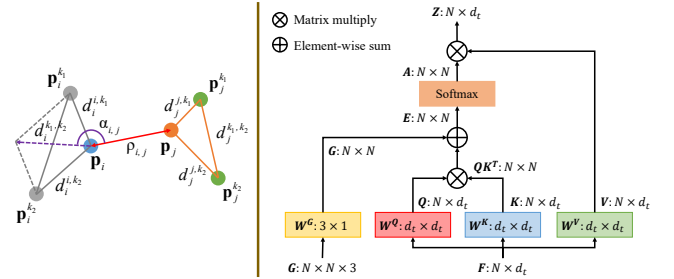 p_i^{k_1}
d_i^{i,k_1}
d_i^{k_1,k_2}
α_{i,j}
p_i
d_i^{i,k_2}
p_i^{k_2}
ρ_{i,j}
p_j
d_j^{j,k_1}
p_j^{k_1}
d_j^{k_1,k_2}
d_j^{j,k_2}
p_j^{k_2}
Matrix multiply
Element-wise sum
Z: N × d_t
A: N × N
Softmax
E: N × N
G: N × N
QK^T: N × N
Q: N × d_t
K: N × d_t
V: N × d_t
W^G: 3 × 1
W^Q: d_t × d_t
W^K: d_t × d_t
W^V: d_t × d_t
G: N × N × 3
F: N × d_t